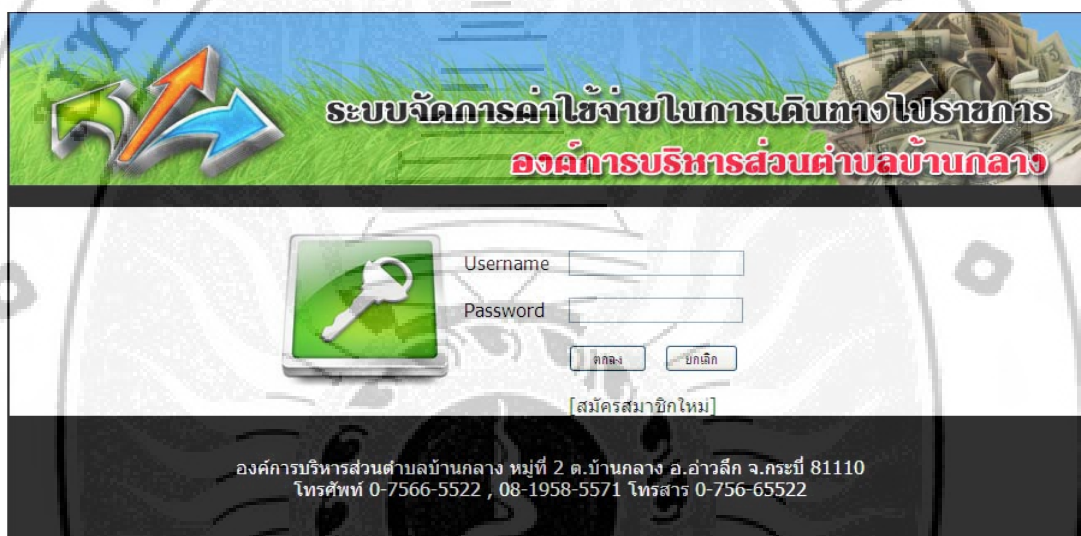 ระบบจัดการค่าใช้จ่ายในการเดินทางไปราชการ
องค์การบริหารส่วนตำบลบ้านกลาง
Username
Password
ตกลง ยกเลิก
[สมัครสมาชิกใหม่]
องค์การบริหารส่วนตำบลบ้านกลาง หมู่ที่ 2 ต.บ้านกลาง อ.อ่าวลึก จ.กระบี่ 81110
โทรศัพท์ 0-7566-5522 , 08-1958-5571 โทรสาร 0-756-65522